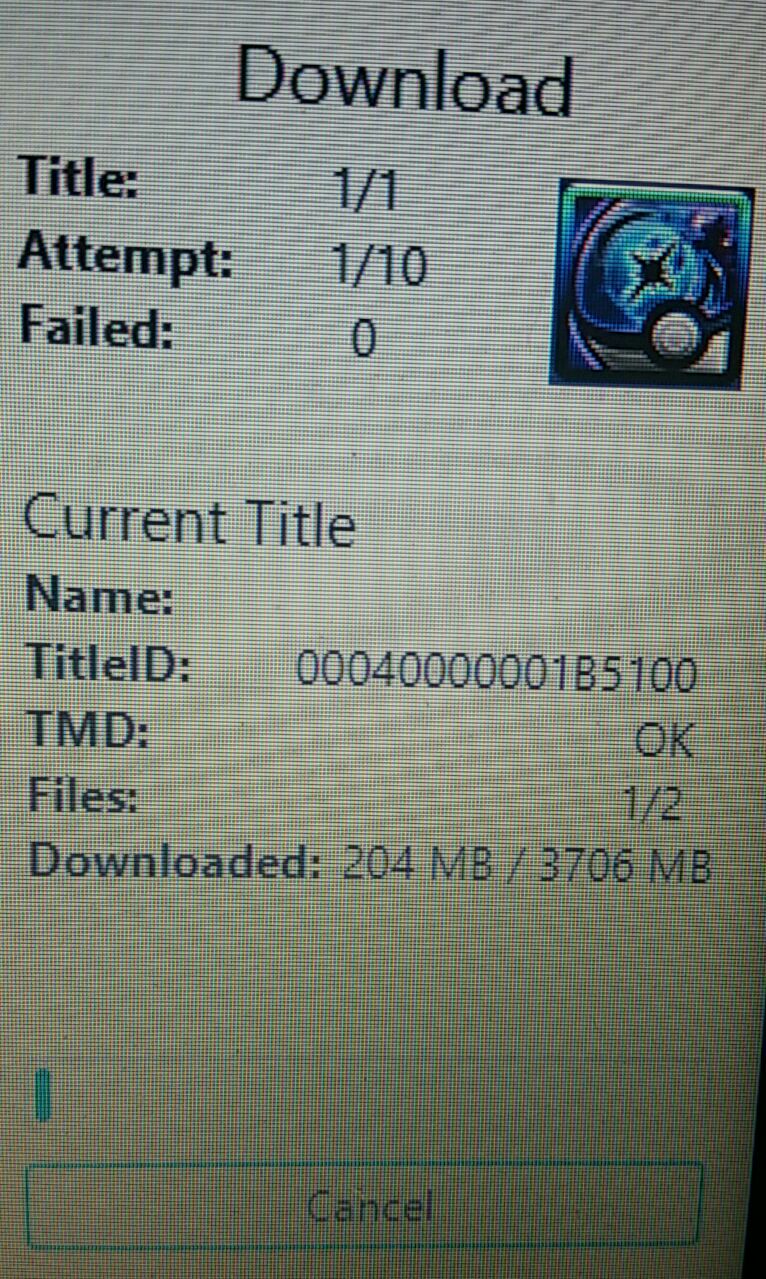 Download
Title: 1/1
Attempt: 1/10
Failed: 0
Current Title
Name:
TitleID: 00040000001B5100
TMD: OK
Files: 1/2
Downloaded: 204 MB / 3706 MB
Cancel